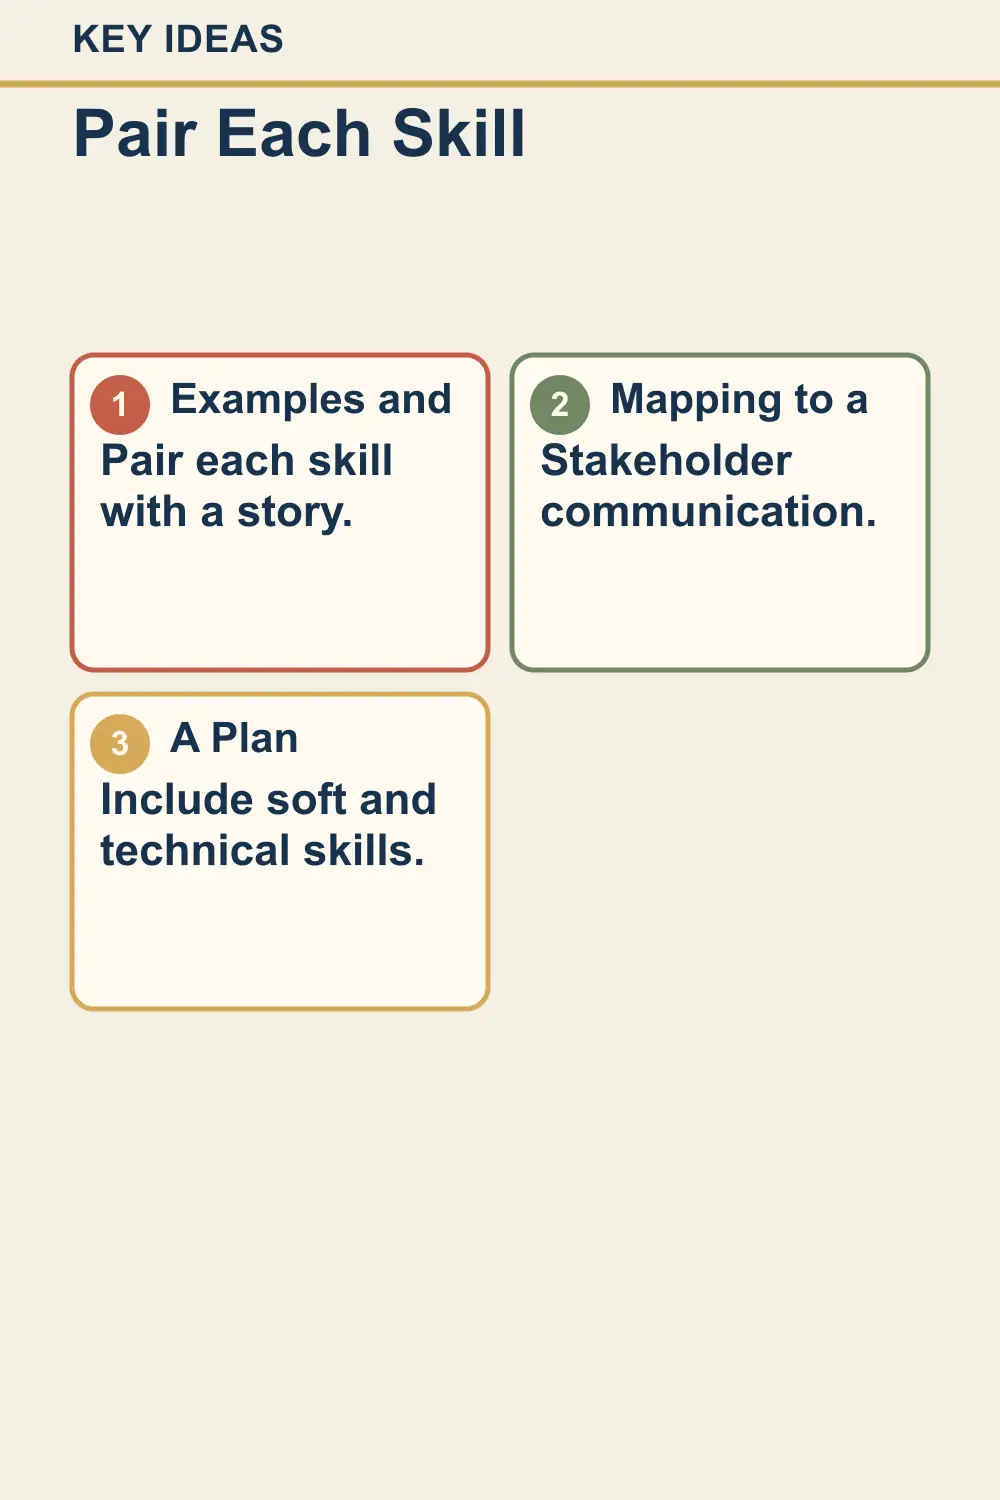 KEY IDEAS
Pair Each Skill
1 Examples and
Pair each skill
with a story.
2 Mapping to a
Stakeholder
communication.
3 A Plan
Include soft and
technical skills.